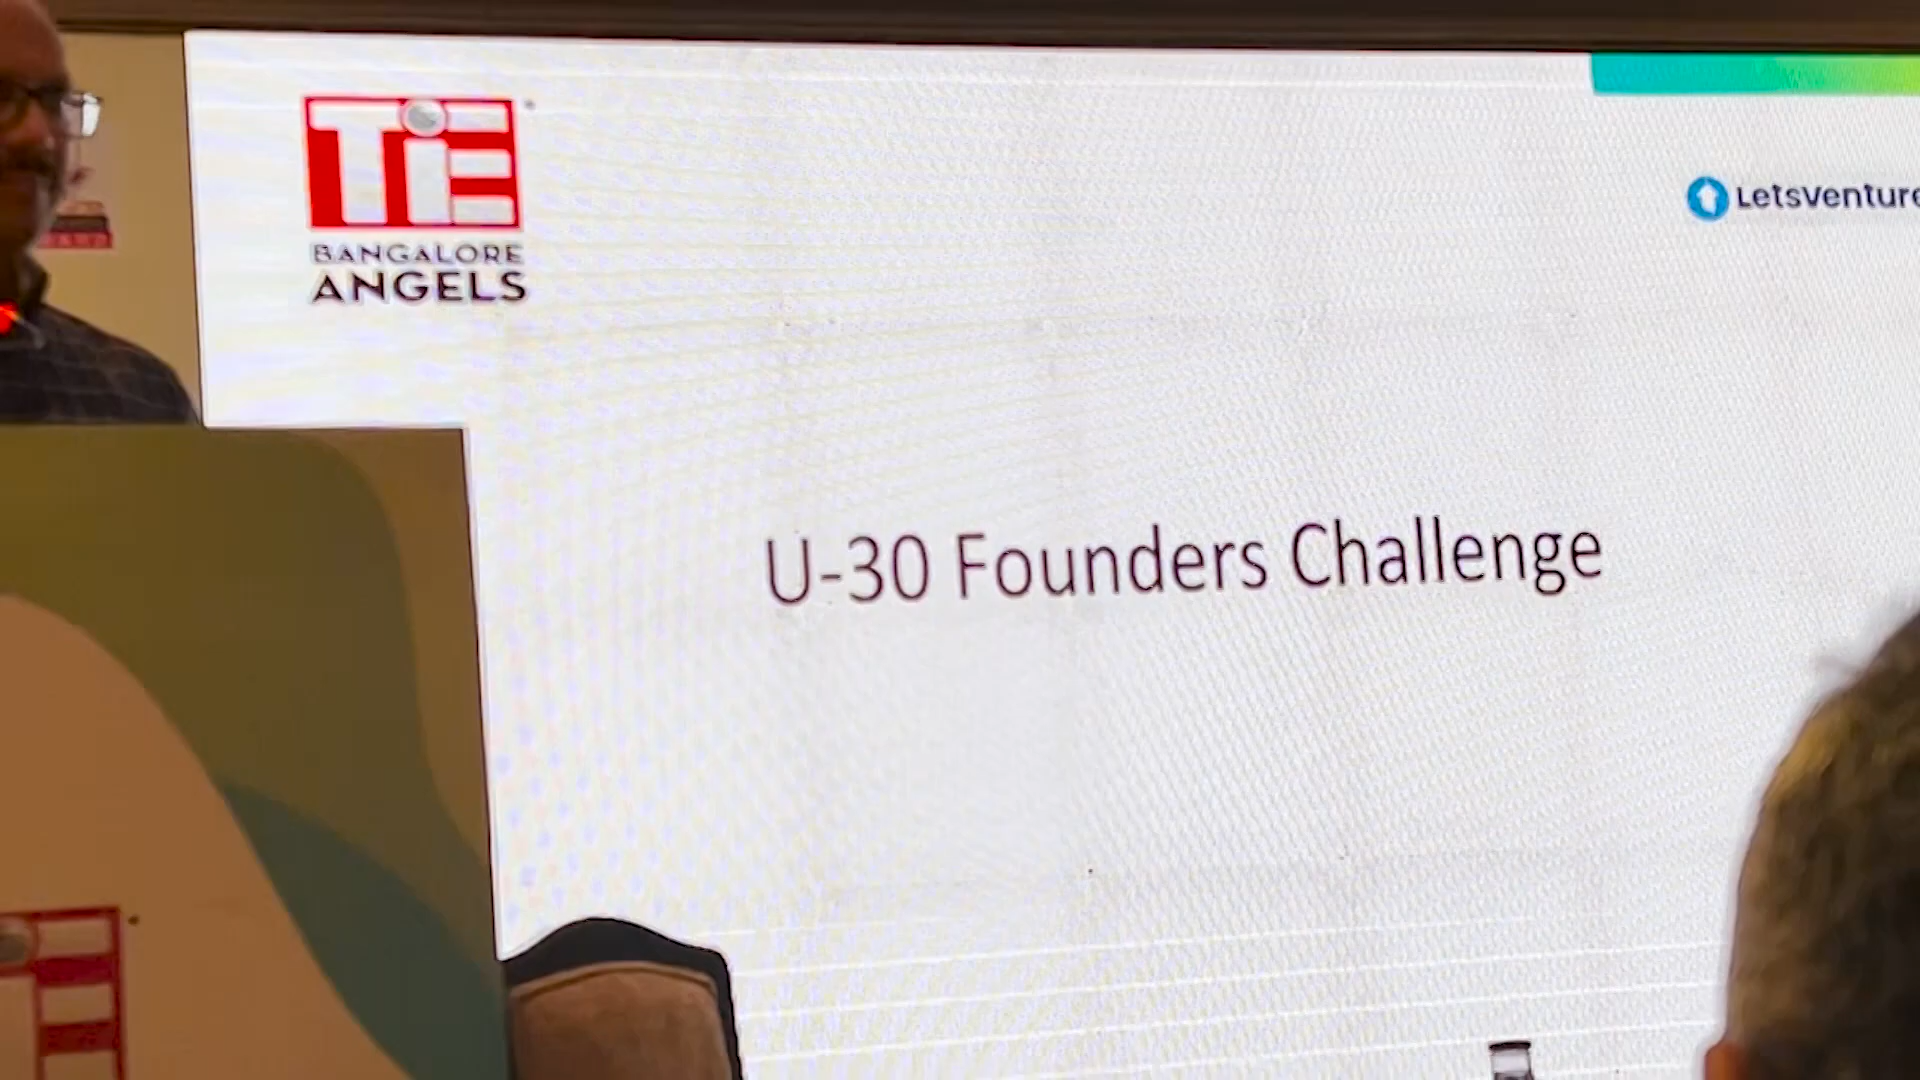 TiE
BANGALORE
ANGELS
LetsVenture
U-30 Founders Challenge